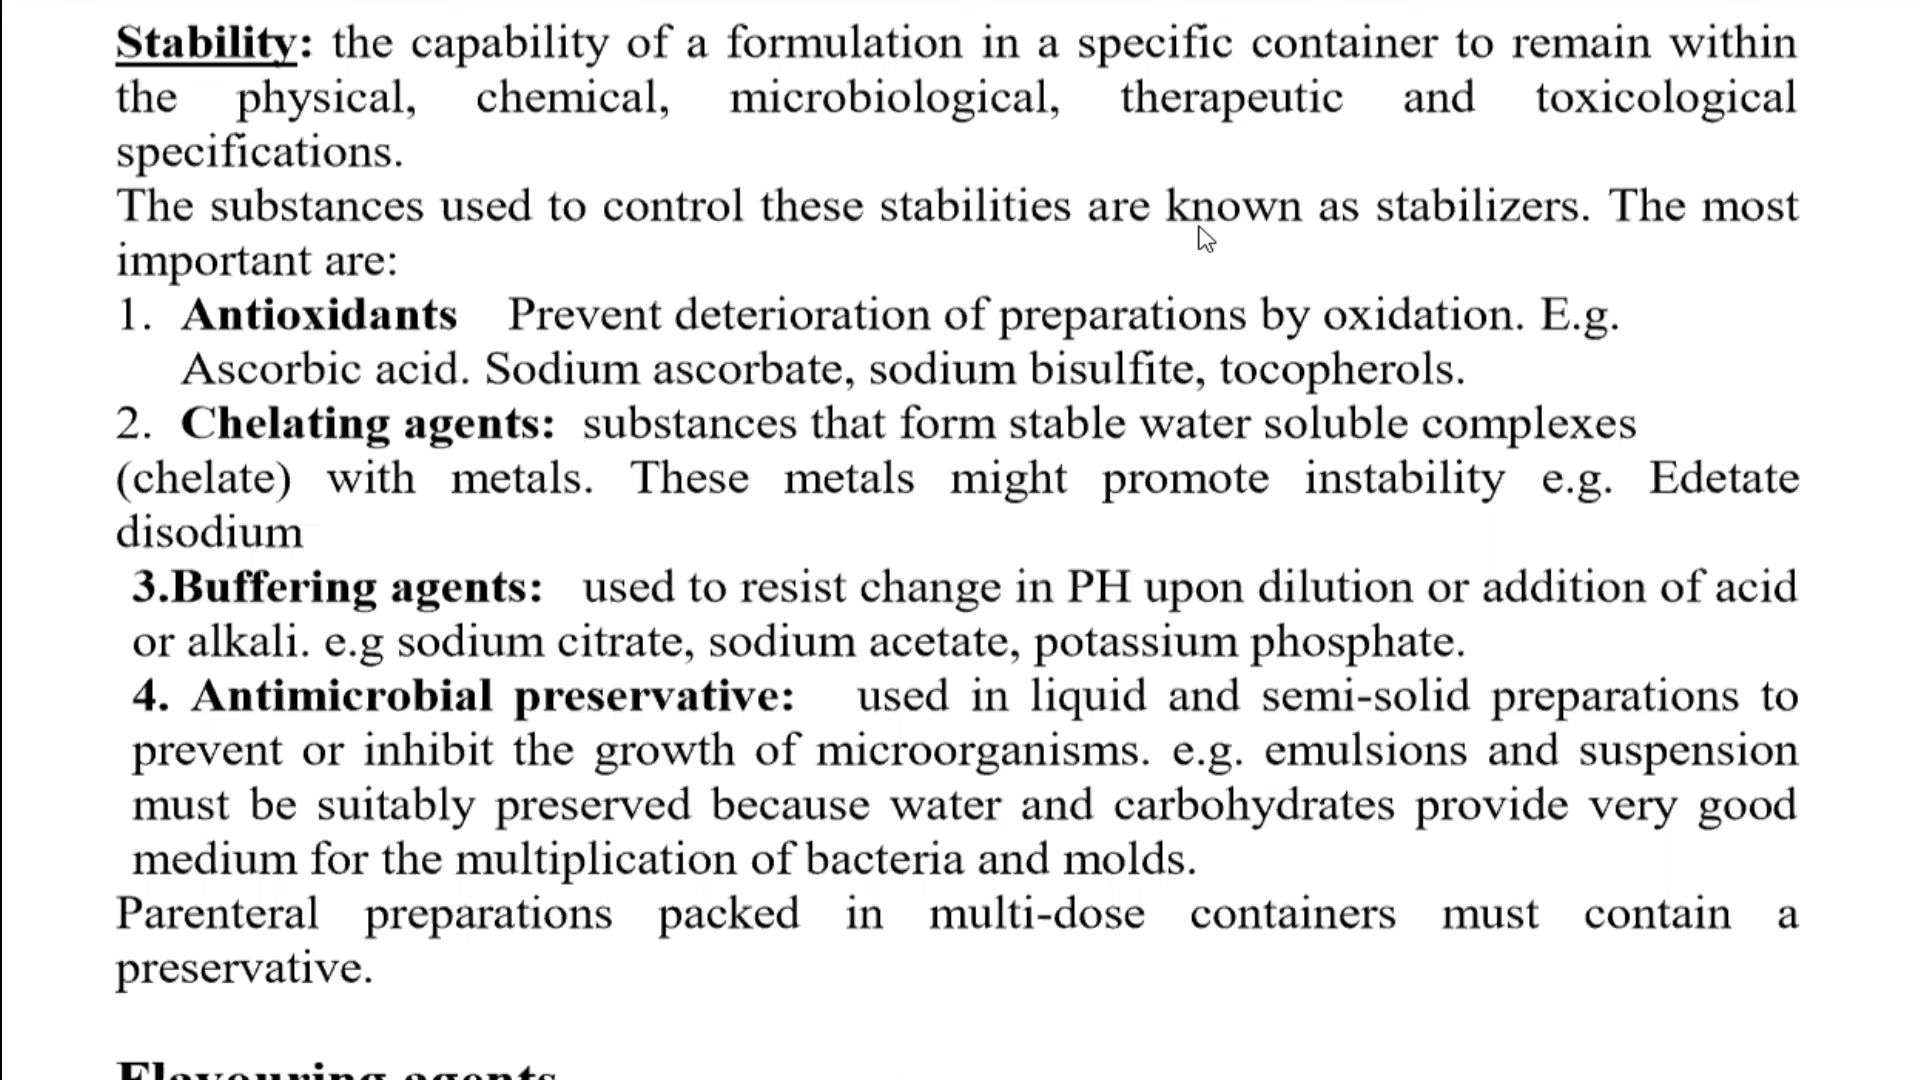 Stability: the capability of a formulation in a specific container to remain within
the physical, chemical, microbiological, therapeutic and toxicological
specifications.
The substances used to control these stabilities are known as stabilizers. The most
important are:
1. Antioxidants Prevent deterioration of preparations by oxidation. E.g.
Ascorbic acid. Sodium ascorbate, sodium bisulfite, tocopherols.
2. Chelating agents: substances that form stable water soluble complexes
(chelate) with metals. These metals might promote instability e.g. Edetate
disodium
3.Buffering agents: used to resist change in PH upon dilution or addition of acid
or alkali. e.g sodium citrate, sodium acetate, potassium phosphate.
4. Antimicrobial preservative: used in liquid and semi-solid preparations to
prevent or inhibit the growth of microorganisms. e.g. emulsions and suspension
must be suitably preserved because water and carbohydrates provide very good
medium for the multiplication of bacteria and molds.
Parenteral preparations packed in multi-dose containers must contain a
preservative.
Flavouring agents